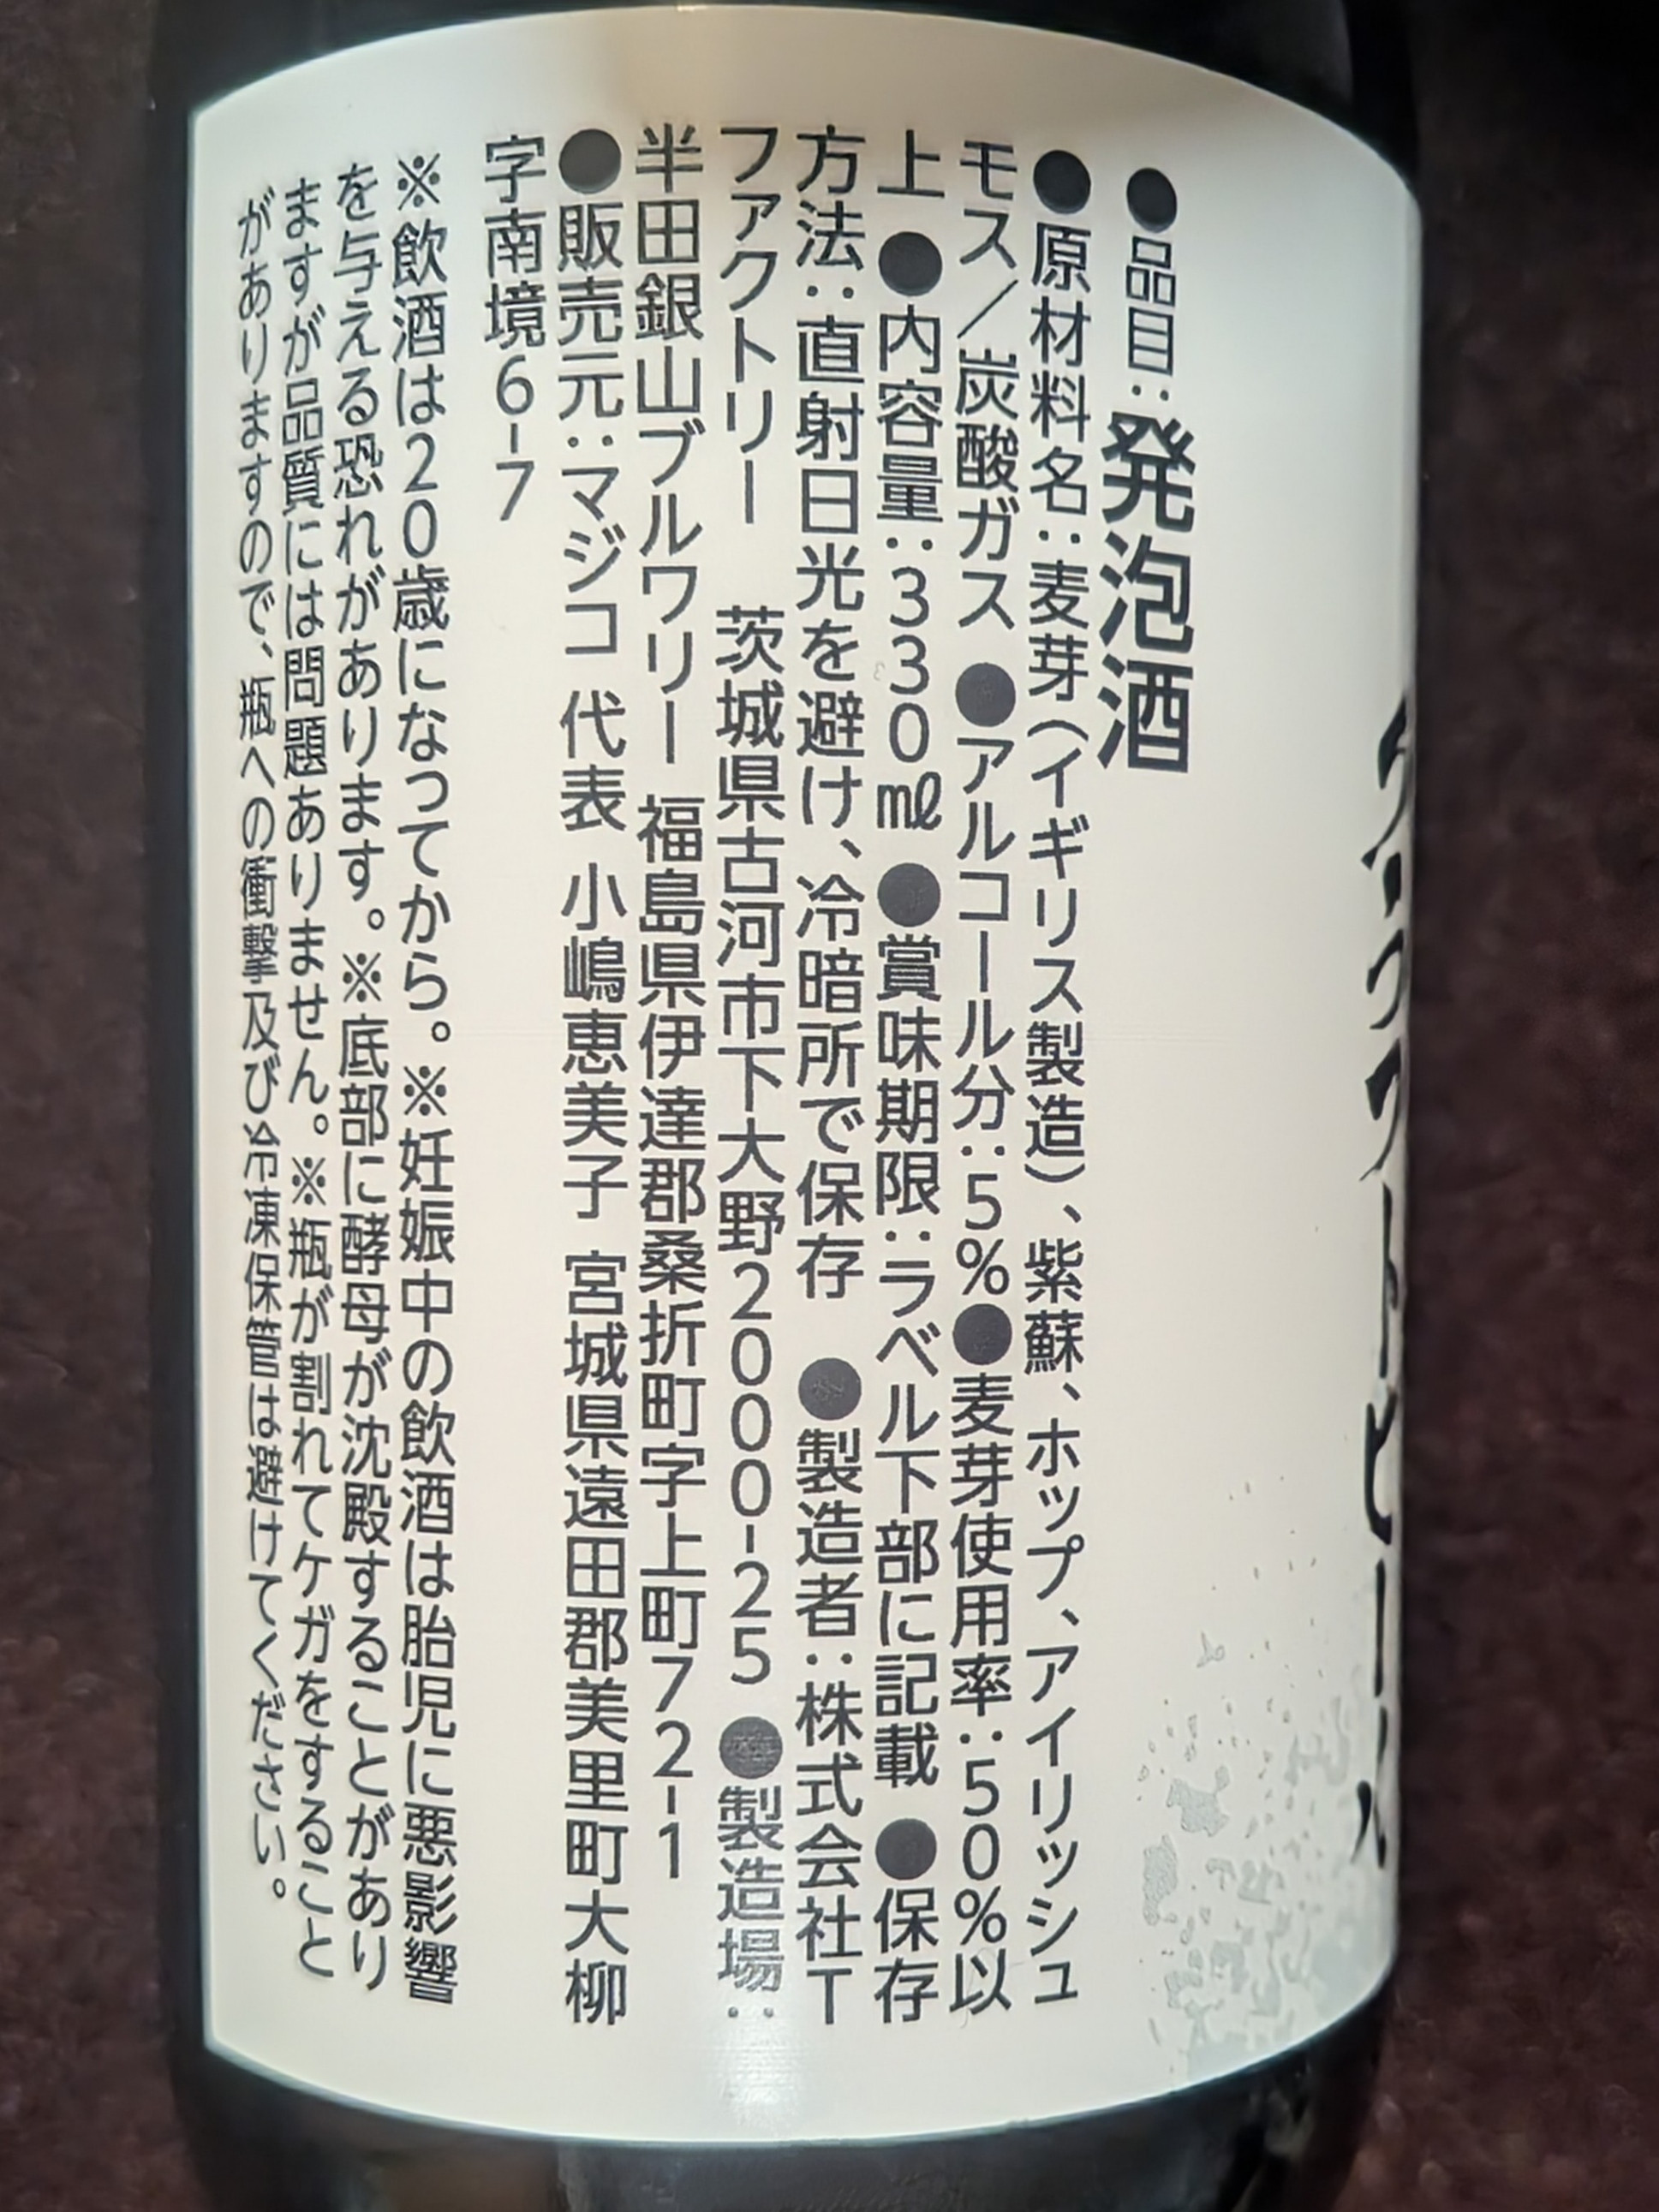 クラフトビール
●品目：発泡酒
●原材料名：麦芽（イギリス製造）、紫蘇、ホップ、アイリッシュ
モス／炭酸ガス ●アルコール分：5％●麦芽使用率：50％以
上 ●内容量：330㎖ ●賞味期限：ラベル下部に記載 ●保存
方法：直射日光を避け、冷暗所で保存 ●製造者：株式会社T
ファクトリー 茨城県古河市下大野2000-25 ●製造場：
半田銀山ブルワリー 福島県伊達郡桑折町字上町72-1
●販売元：マジコ 代表 小嶋恵美子 宮城県遠田郡美里町大柳
字南境6-7
※飲酒は20歳になってから。※妊娠中の飲酒は胎児に悪影響
を与える恐れがあります。※底部に酵母が沈殿することがあり
ますが品質には問題ありません。※瓶が割れてケガをすること
がありますので、瓶への衝撃及び冷凍保管は避けてください。